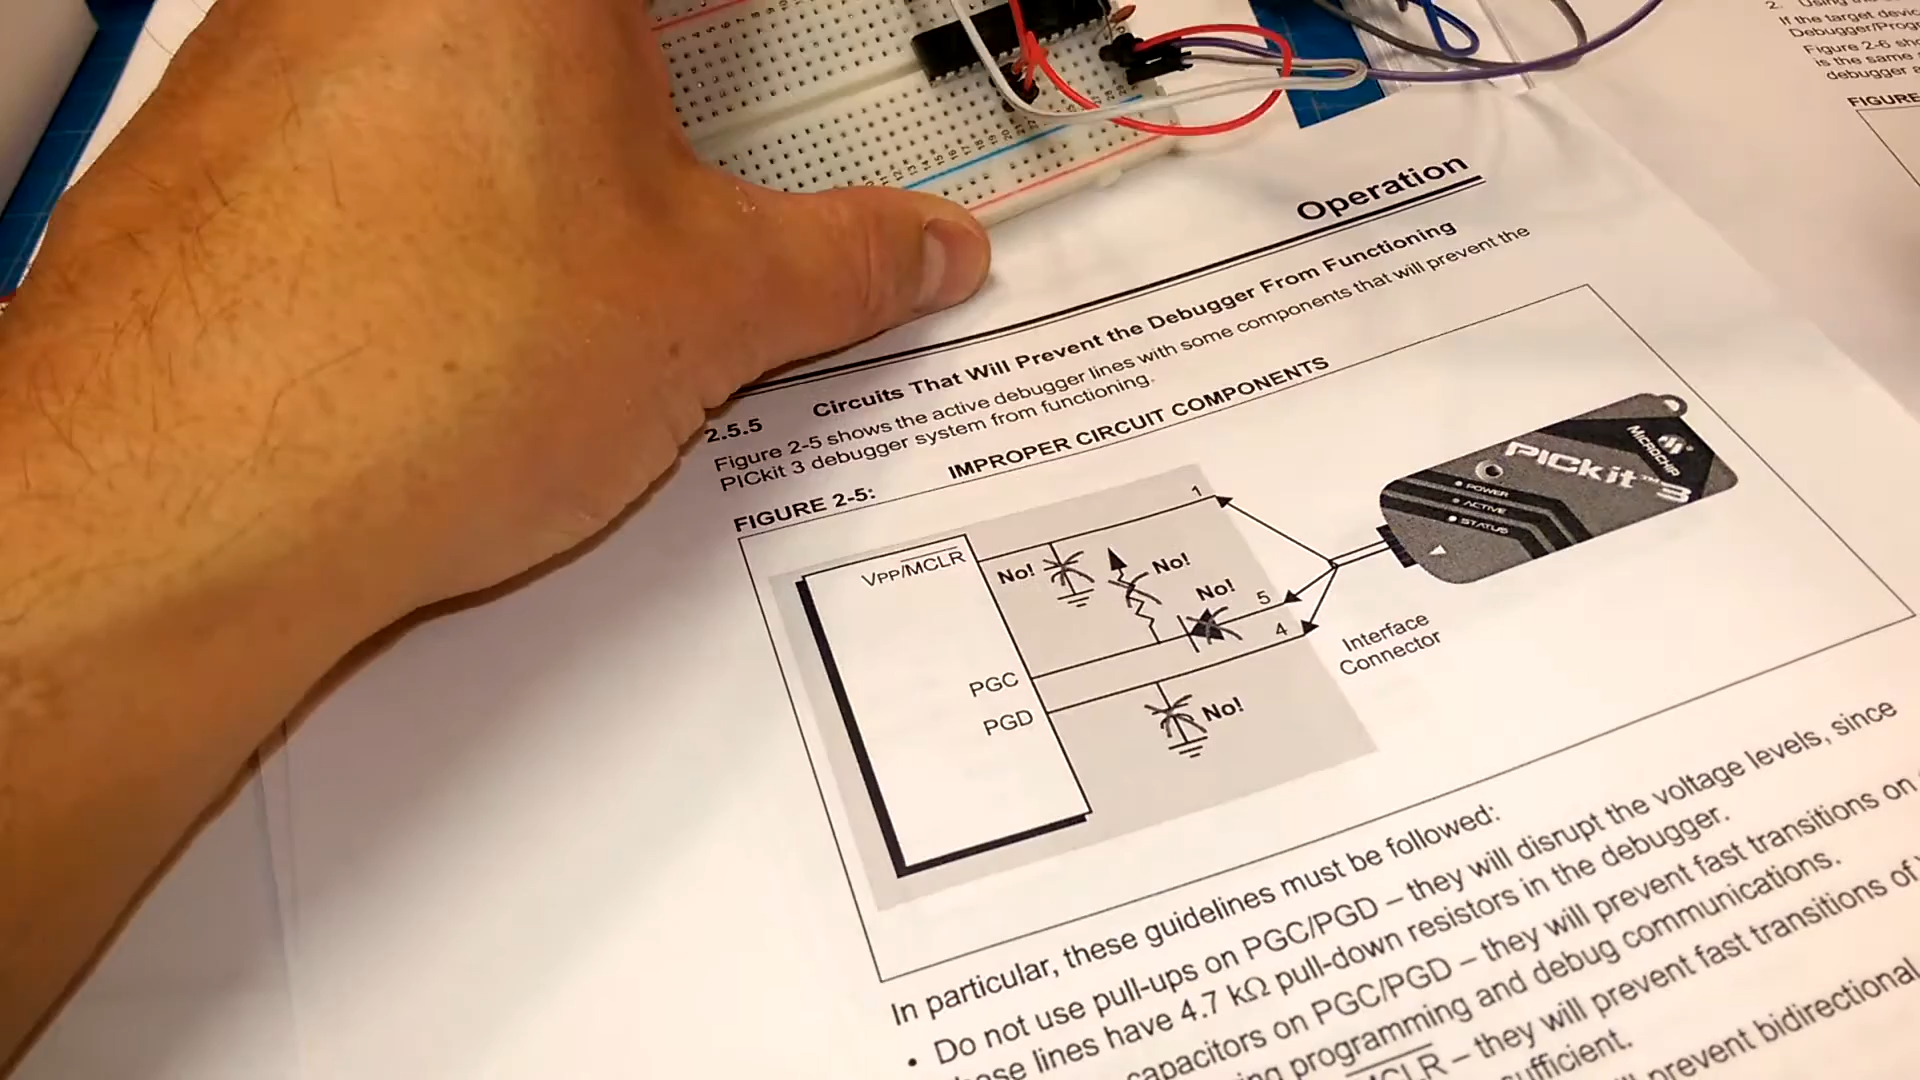 2. Using
If the target devic
Debugger/Prog
Figure 2-6 sho
is the same
debugger a
FIGURE
Operation
2.5.5 Circuits That Will Prevent the Debugger From Functioning
Figure 2-5 shows the active debugger lines with some components that will prevent the
PICkit 3 debugger system from functioning.
FIGURE 2-5: IMPROPER CIRCUIT COMPONENTS
MICROCHIP
PICkit™ 3
POWER
ACTIVE
STATUS
1
VPP/MCLR
No!
No!
No!
5
4
Interface
Connector
PGC
PGD
No!
In particular, these guidelines must be followed:
• Do not use pull-ups on PGC/PGD – they will disrupt the voltage levels, since
lines have 4.7 kΩ pull-down resistors in the debugger.
capacitors on PGC/PGD – they will prevent fast transitions on
programming and debug communications.
MCLR – they will prevent fast transitions of
sufficient.
prevent bidirectional